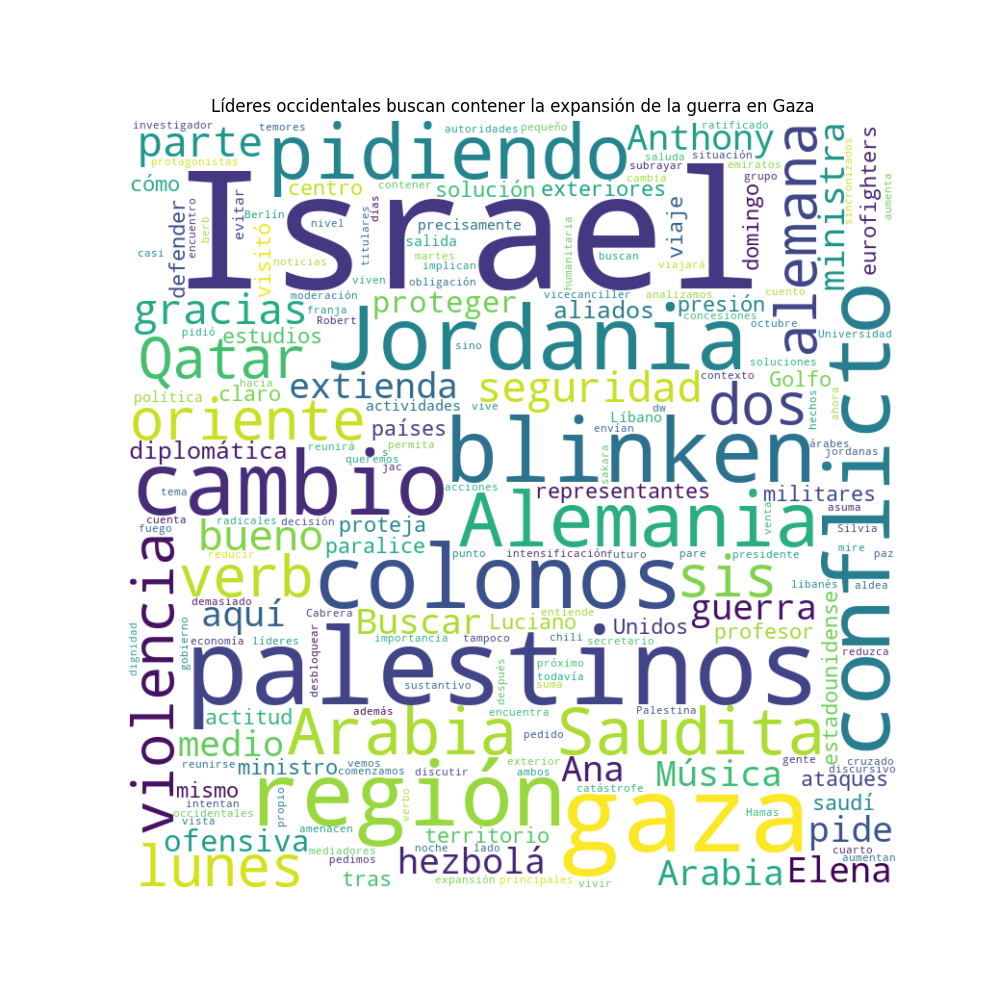 Líderes occidentales buscan contener la expansión de la guerra en Gaza
investigador temores autoridades pequeño ratificado
parte pidiendo Anthony
protagonistas saluda situación
subrayar emiratos
cómo centro contener solución exteriores cambia grupo
Israel
defender encuentro berb Berlín evitar visitó nivel titulares días precisamente humanitaria viaje domingo alemana ministra sincronizados eurofighters aumenta
casi noticias salida martes implican buscan
viven obligación viajará
moderación vicecanciller analizamos cuento
gracias franja proteger aliados presión
Robert concesiones octubre
pidió estudios Jordania Universidad
Qatar sino soluciones
hacia contexto Golfo
extienda seguridad
política claro dos ahora hechos
oriente actividades vive dw Líbano
países envían
diplomática reunirá permita blinken árabes
queremos s sakara jordanas
jac
tema cambio acciones representantes militares
cuenta Alemania venta asuma conflicto
fuego radicales decisión proteja Silvia
bueno paralice mire
reducir punto intensificación futuro pare presidente paz
violencia verb colonos sis libanés aldea
demasiado
aquí Buscar Luciano entiende guerra
Cabrera Unidos profesor
dignidad gobierno economía líderes desbloquear importancia tampoco chili secretario reduzca
palestinos después próximo todavía
sustantivo suma
actitud además encuentra Palestina estadounidense
medio Arabia pedido Saudita gente cruzado
reunirse ministro vemos exterior discursivo
comenzamos discutir ambos Ana Música ataques
mismo región catástrofe
intentan propio verbo gaza Hamas saudí
occidentales
vista amenacen territorio pide
ofensiva mediadores noche lado cuarto
lunes pedimos hezbolá aumentan
tras expansión principales vivir Arabia Elena